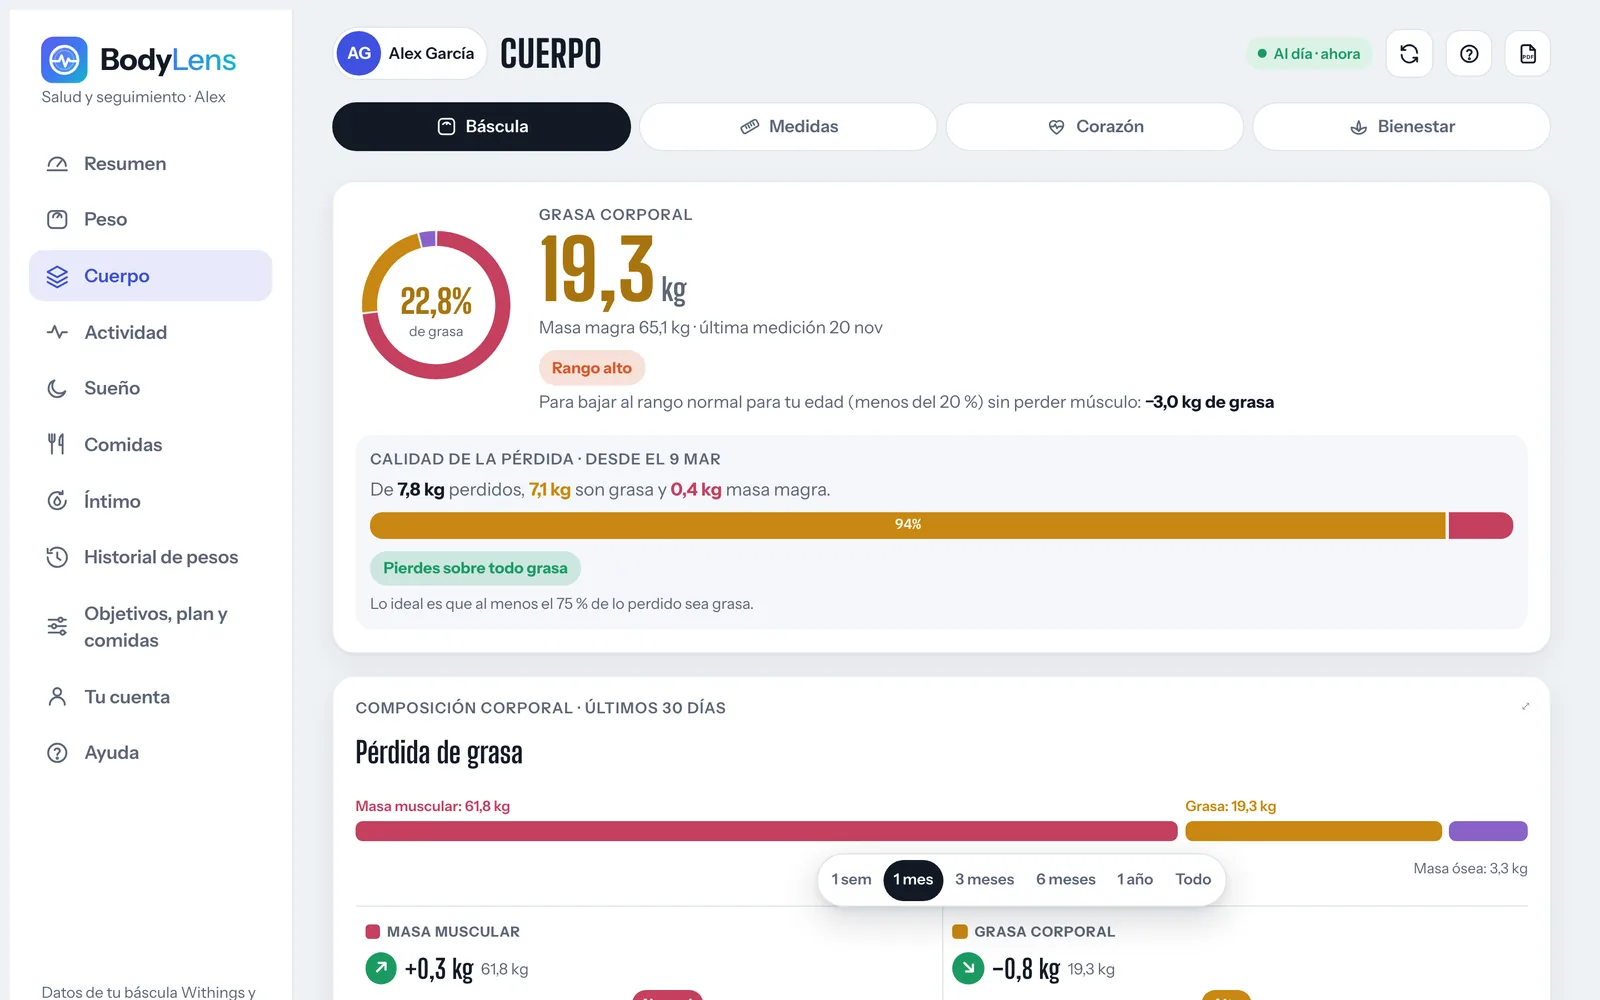 BodyLens
Salud y seguimiento · Alex
Resumen
Peso
Cuerpo
Actividad
Sueño
Comidas
Íntimo
Historial de pesos
Objetivos, plan y
comidas
Tu cuenta
Ayuda
Datos de tu báscula Withings y
AG Alex García
CUERPO
Al día · ahora
PDF
Báscula
Medidas
Corazón
Bienestar
22,8%
de grasa
GRASA CORPORAL
19,3 kg
Masa magra 65,1 kg · última medición 20 nov
Rango alto
Para bajar al rango normal para tu edad (menos del 20 %) sin perder músculo: −3,0 kg de grasa
CALIDAD DE LA PÉRDIDA · DESDE EL 9 MAR
De 7,8 kg perdidos, 7,1 kg son grasa y 0,4 kg masa magra.
94%
Pierdes sobre todo grasa
Lo ideal es que al menos el 75 % de lo perdido sea grasa.
COMPOSICIÓN CORPORAL · ÚLTIMOS 30 DÍAS
Pérdida de grasa
Masa muscular: 61,8 kg
Grasa: 19,3 kg
Masa ósea: 3,3 kg
1 sem
1 mes
3 meses
6 meses
1 año
Todo
MASA MUSCULAR
+0,3 kg 61,8 kg
GRASA CORPORAL
−0,8 kg 19,3 kg